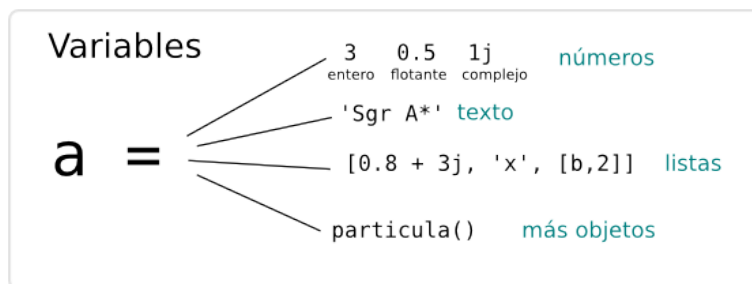 Variables
3 0.5 1j números
entero flotante complejo
'Sgr A*' texto
a =
[0.8 + 3j, 'x', [b,2]] listas
particula() más objetos